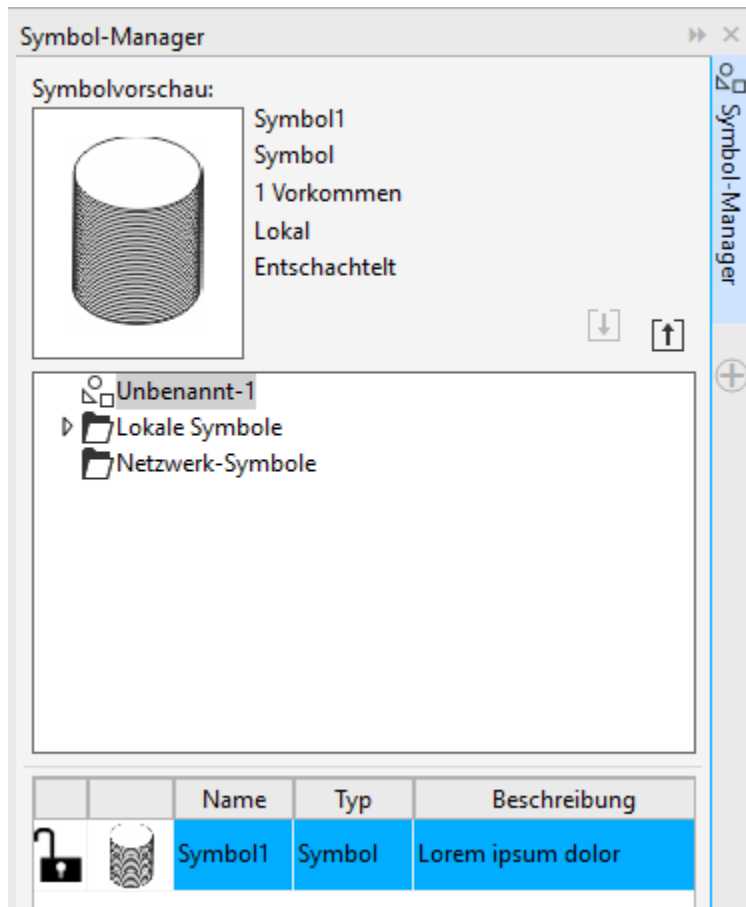 Symbol-Manager
Symbolvorschau:
Symbol1
Symbol
1 Vorkommen
Lokal
Entschachtelt
Symbol-Manager
Unbenannt-1
Lokale Symbole
Netzwerk-Symbole
Name Typ Beschreibung
Symbol1 Symbol Lorem ipsum dolor